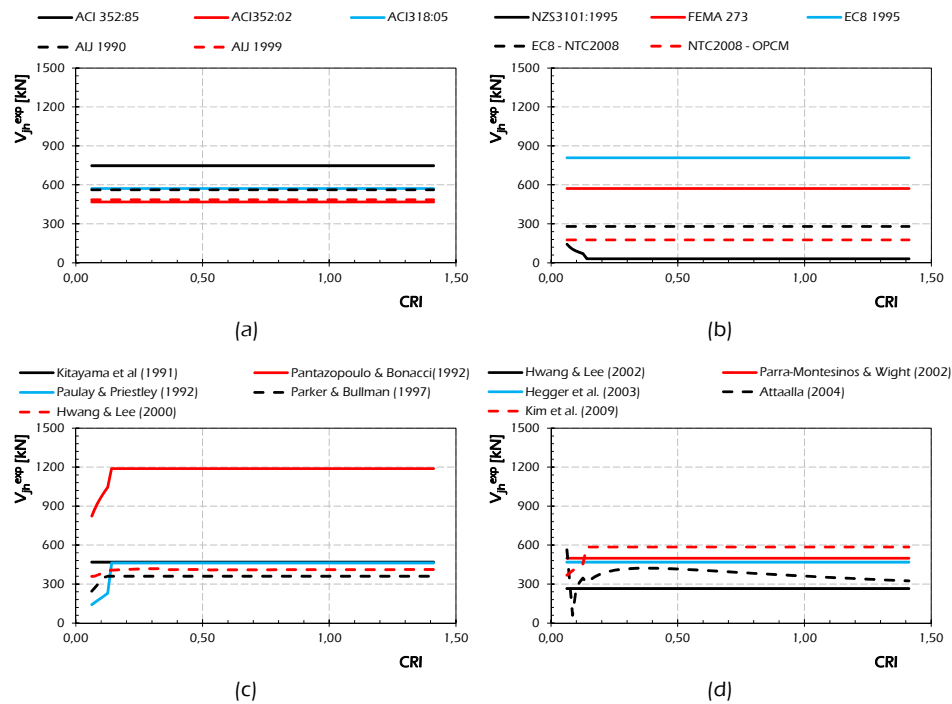 ACI 352:85 ACI352:02 ACI318:05
AIJ 1990 AIJ 1999
1500
1200
900
600
300
0
V_jh^exp [kN]
0,00 0,50 1,00 1,50
CRI
(a)
NZS3101:1995 FEMA 273 EC8 1995
EC8 - NTC2008 NTC2008 - OPCM
1500
1200
900
600
300
0
V_jh^exp [kN]
0,00 0,50 1,00 1,50
CRI
(b)
Kitayama et al (1991) Pantazopoulo & Bonacci(1992)
Paulay & Priestley (1992) Parker & Bullman (1997)
Hwang & Lee (2000)
1500
1200
900
600
300
0
V_jh^exp [kN]
0,00 0,50 1,00 1,50
CRI
(c)
Hwang & Lee (2002) Parra-Montesinos & Wight (2002)
Hegger et al. (2003) Attaalla (2004)
Kim et al. (2009)
1500
1200
900
600
300
0
V_jh^exp [kN]
0,00 0,50 1,00 1,50
CRI
(d)